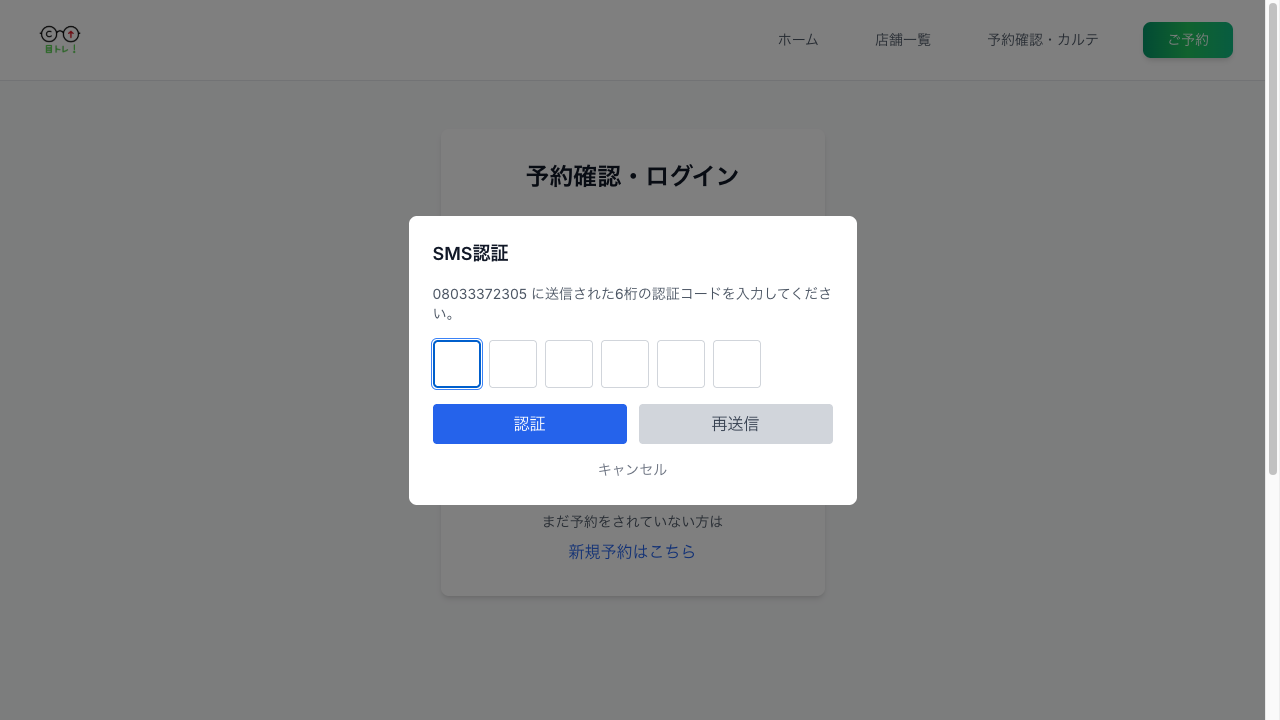 目トレ！
ホーム
店舗一覧
予約確認・カルテ
ご予約
予約確認・ログイン
SMS認証
08033372305 に送信された6桁の認証コードを入力してくださ
い。
認証
再送信
キャンセル
まだ予約をされていない方は
新規予約はこちら